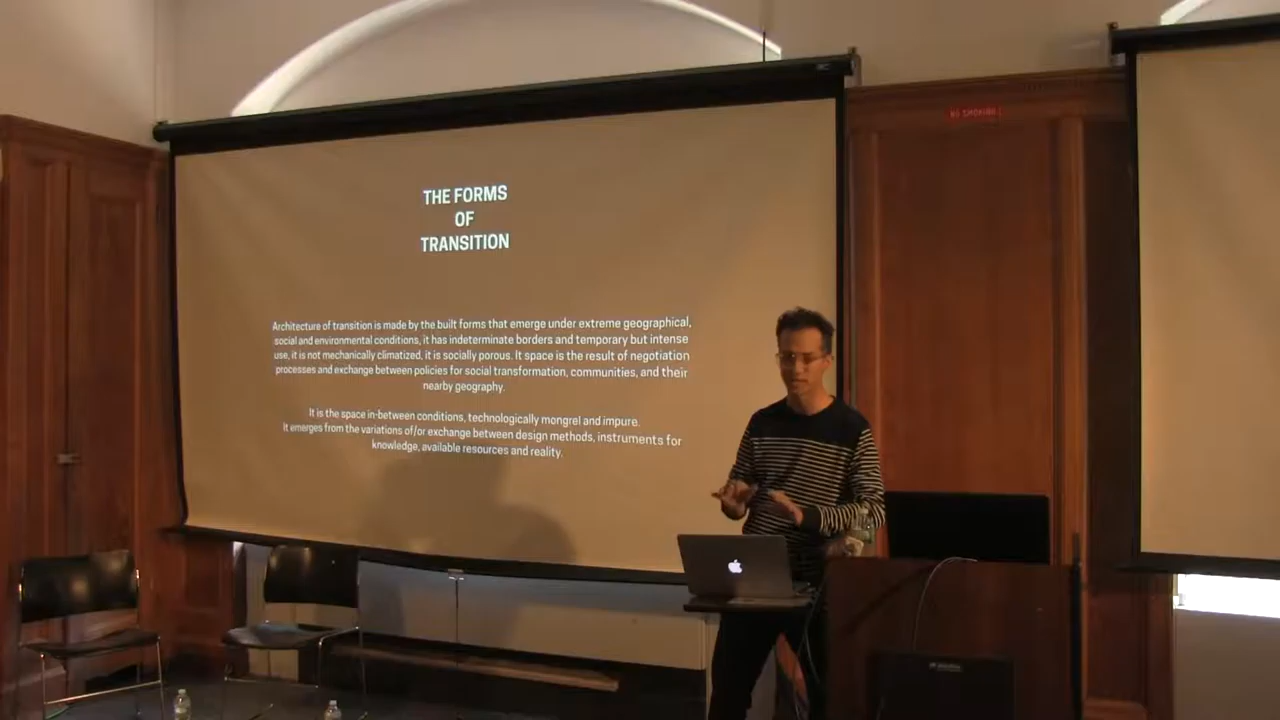 THE FORMS
OF
TRANSITION
Architecture of transition is made by the built forms that emerge under extreme geographical,
social and environmental conditions, it has indeterminate borders and temporary but intense
use, it is not mechanically climatized, it is socially porous. It space is the result of negotiation
processes and exchange between policies for social transformation, communities, and their
nearby geography.
It is the space in-between conditions, technologically mongrel and impure.
It emerges from the variations of/or exchange between design methods, instruments for
knowledge, available resources and reality.
NO SMOKING